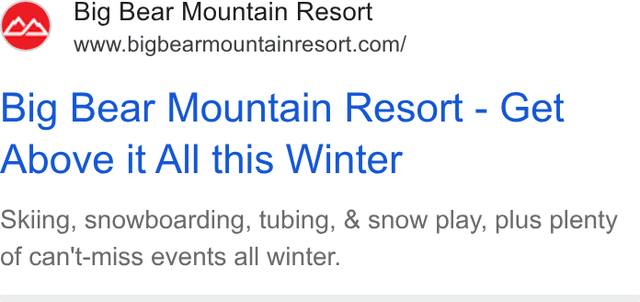 Big Bear Mountain Resort
www.bigbearmountainresort.com/
Big Bear Mountain Resort - Get
Above it All this Winter
Skiing, snowboarding, tubing, & snow play, plus plenty
of can't-miss events all winter.